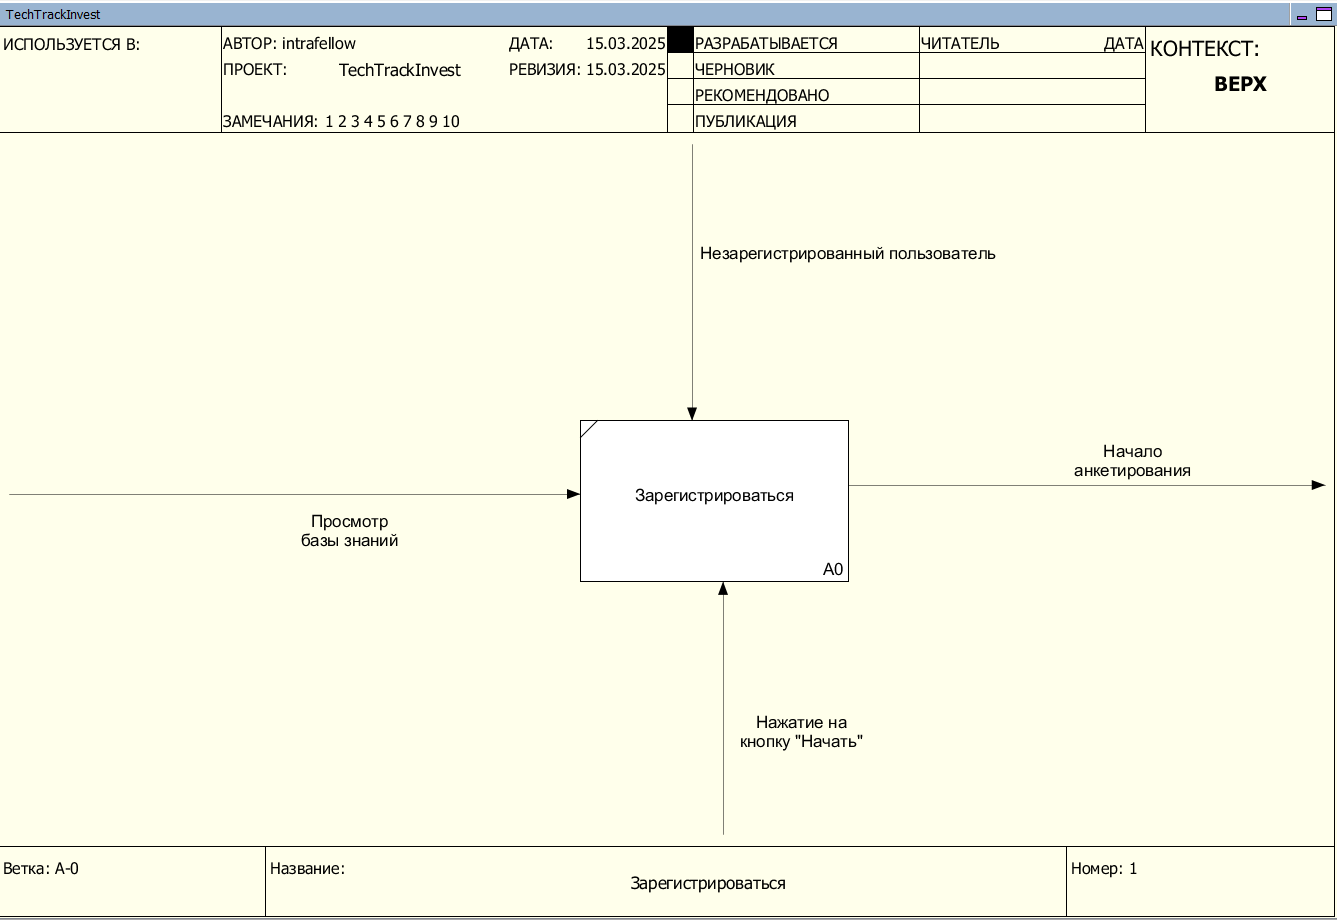 TechTrackInvest
ИСПОЛЬЗУЕТСЯ В:
АВТОР: intrafellow
ДАТА: 15.03.2025
ПРОЕКТ: TechTrackInvest
РЕВИЗИЯ: 15.03.2025
ЗАМЕЧАНИЯ: 1 2 3 4 5 6 7 8 9 10
РАЗРАБАТЫВАЕТСЯ
ЧЕРНОВИК
РЕКОМЕНДОВАНО
ПУБЛИКАЦИЯ
ЧИТАТЕЛЬ
ДАТА
КОНТЕКСТ:
ВЕРХ
Незарегистрированный пользователь
Начало
анкетирования
Зарегистрироваться
Просмотр
базы знаний
A0
Нажатие на
кнопку "Начать"
Ветка: A-0
Название:
Зарегистрироваться
Номер: 1